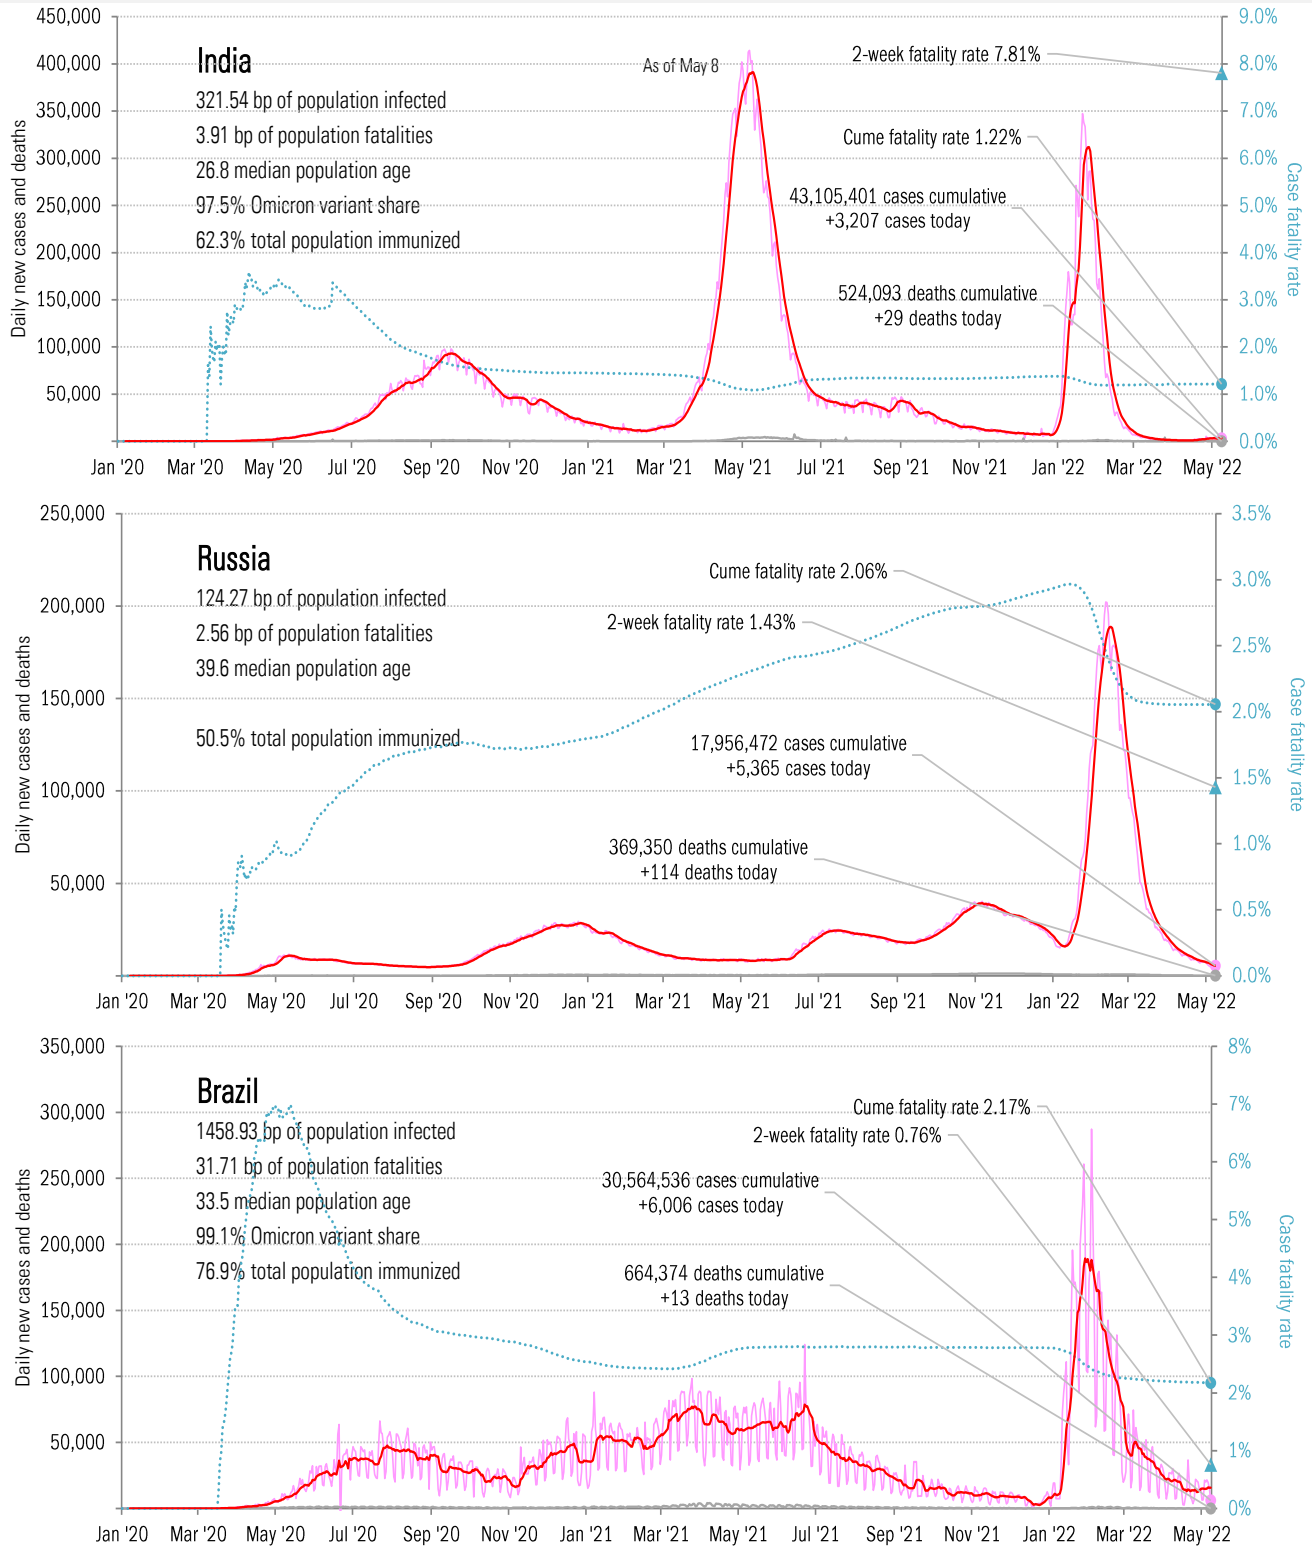 India
321.54 bp of population infected
3.91 bp of population fatalities
26.8 median population age
97.5% Omicron variant share
62.3% total population immunized
As of May 8
2-week fatality rate 7.81%
Cume fatality rate 1.22%
43,105,401 cases cumulative
+3,207 cases today
524,093 deaths cumulative
+29 deaths today
Daily new cases and deaths
450,000
400,000
350,000
300,000
250,000
200,000
150,000
100,000
50,000
Case fatality rate
9.0%
8.0%
7.0%
6.0%
5.0%
4.0%
3.0%
2.0%
1.0%
0.0%
Jan '20 Mar '20 May '20 Jul '20 Sep '20 Nov '20 Jan '21 Mar '21 May '21 Jul '21 Sep '21 Nov '21 Jan '22 Mar '22 May '22
Russia
124.27 bp of population infected
2.56 bp of population fatalities
39.6 median population age
50.5% total population immunized
Cume fatality rate 2.06%
2-week fatality rate 1.43%
17,956,472 cases cumulative
+5,365 cases today
369,350 deaths cumulative
+114 deaths today
Daily new cases and deaths
250,000
200,000
150,000
100,000
50,000
Case fatality rate
3.5%
3.0%
2.5%
2.0%
1.5%
1.0%
0.5%
0.0%
Jan '20 Mar '20 May '20 Jul '20 Sep '20 Nov '20 Jan '21 Mar '21 May '21 Jul '21 Sep '21 Nov '21 Jan '22 Mar '22 May '22
Brazil
1458.93 bp of population infected
31.71 bp of population fatalities
33.5 median population age
99.1% Omicron variant share
76.9% total population immunized
Cume fatality rate 2.17%
2-week fatality rate 0.76%
30,564,536 cases cumulative
+6,006 cases today
664,374 deaths cumulative
+13 deaths today
Daily new cases and deaths
350,000
300,000
250,000
200,000
150,000
100,000
50,000
Case fatality rate
8%
7%
6%
5%
4%
3%
2%
1%
0%
Jan '20 Mar '20 May '20 Jul '20 Sep '20 Nov '20 Jan '21 Mar '21 May '21 Jul '21 Sep '21 Nov '21 Jan '22 Mar '22 May '22